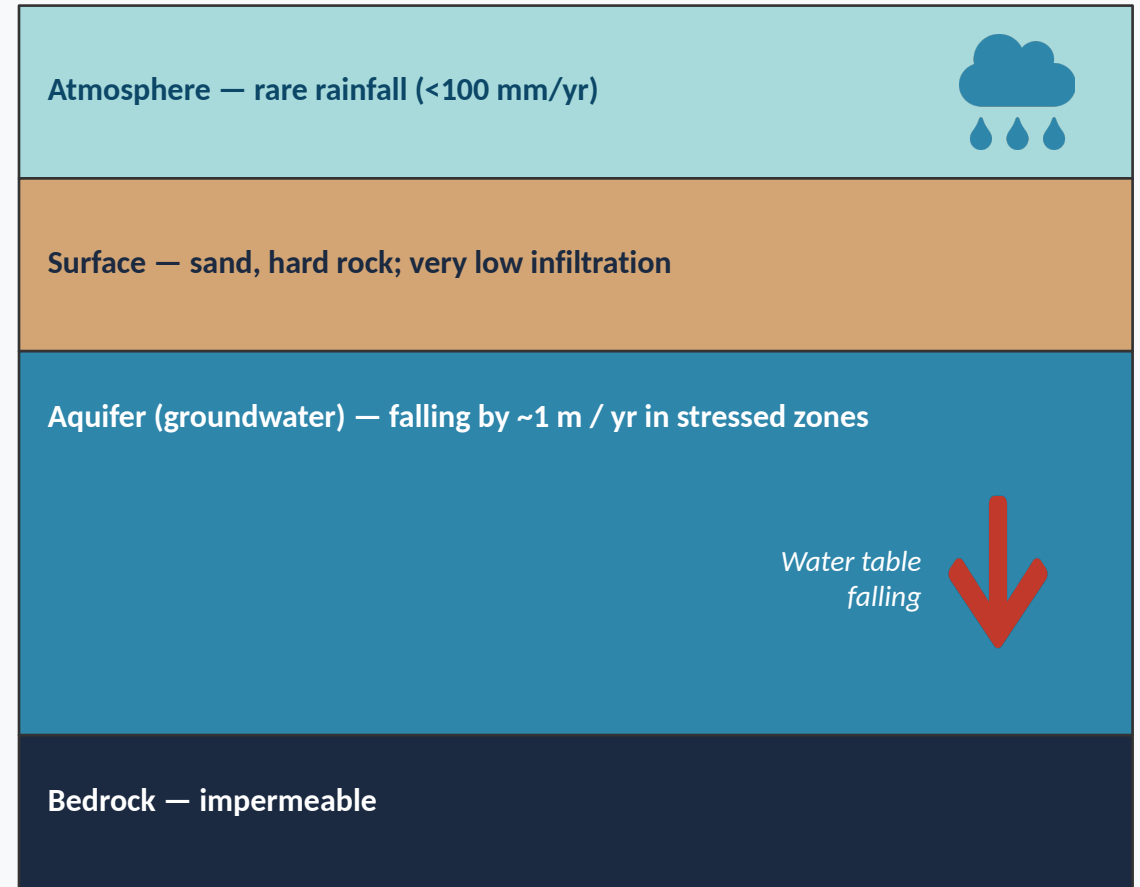 Atmosphere — rare rainfall (<100 mm/yr)
Surface — sand, hard rock; very low infiltration
Aquifer (groundwater) — falling by ~1 m / yr in stressed zones
Water table
falling
Bedrock — impermeable